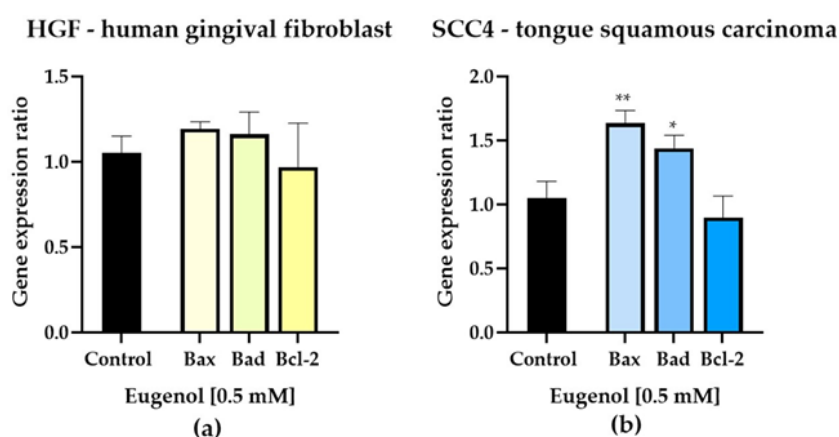 HGF - human gingival fibroblast
Gene expression ratio
1.5
1.0
0.5
0.0
Control Bax Bad Bcl-2
Eugenol [0.5 mM]
(a)
SCC4 - tongue squamous carcinoma
Gene expression ratio
2.0
1.5
1.0
0.5
0.0
**
*
Control Bax Bad Bcl-2
Eugenol [0.5 mM]
(b)